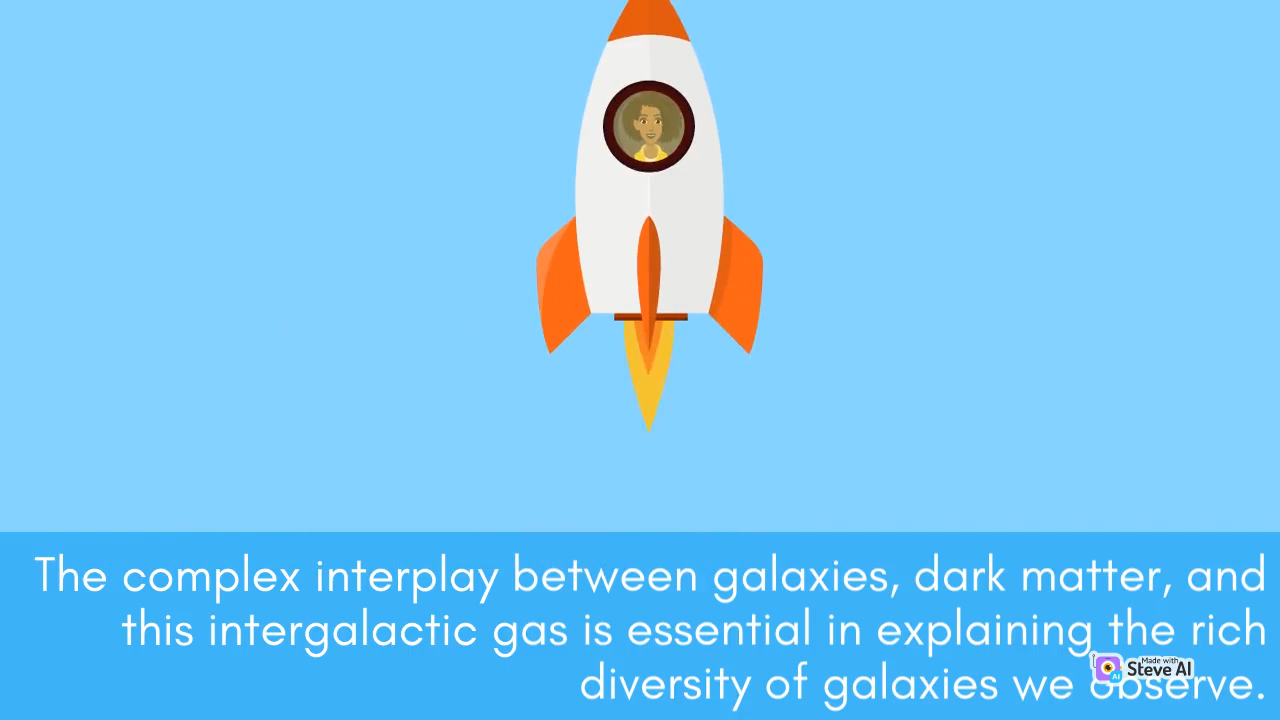 The complex interplay between galaxies, dark matter, and
this intergalactic gas is essential in explaining the rich
diversity of galaxies we observe.
Made with
Steve AI
AI